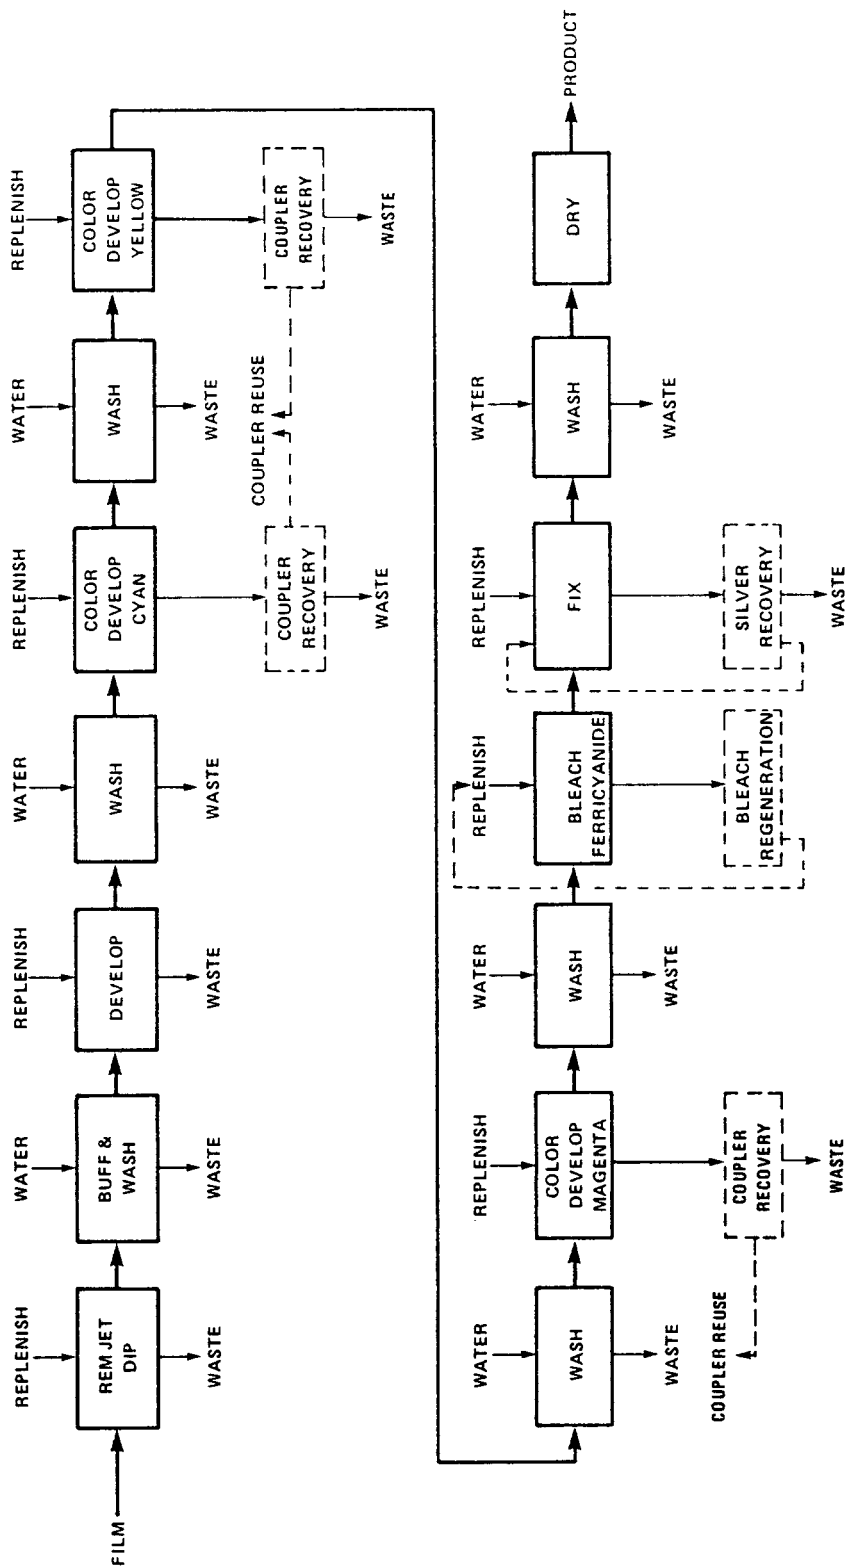 FILM
REPLENISH
REM JET
DIP
WASTE
WATER
BUFF &
WASH
WASTE
REPLENISH
DEVELOP
WASTE
WATER
WASH
WASTE
REPLENISH
COLOR
DEVELOP
CYAN
COUPLER
RECOVERY
WASTE
WATER
WASH
WASTE
COUPLER REUSE
REPLENISH
COLOR
DEVELOP
YELLOW
COUPLER
RECOVERY
WASTE
WATER
WASH
WASTE
REPLENISH
COLOR
DEVELOP
MAGENTA
COUPLER
RECOVERY
WASTE
COUPLER REUSE
WATER
WASH
WASTE
REPLENISH
BLEACH
FERRICYANIDE
BLEACH
REGENERATION
REPLENISH
FIX
SILVER
RECOVERY
WASTE
WATER
WASH
WASTE
DRY
PRODUCT